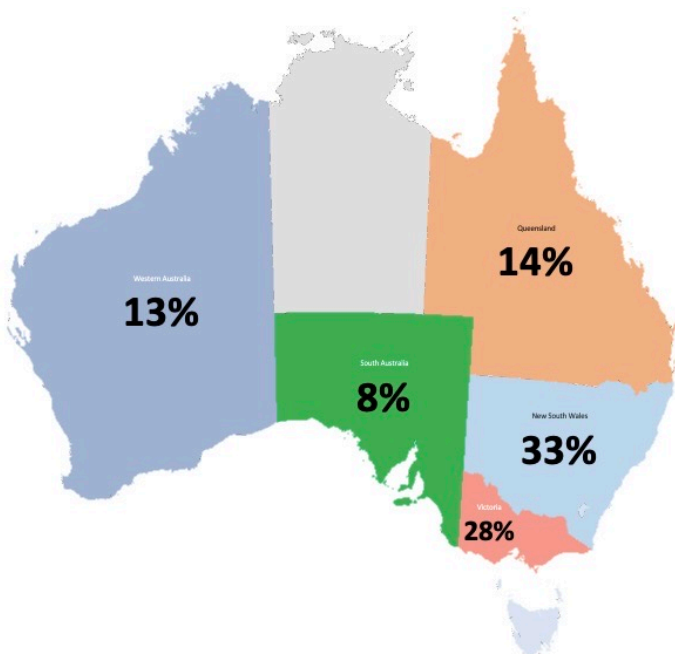 Queensland
14%
Western Australia
13%
South Australia
8%
New South Wales
33%
Victoria
28%